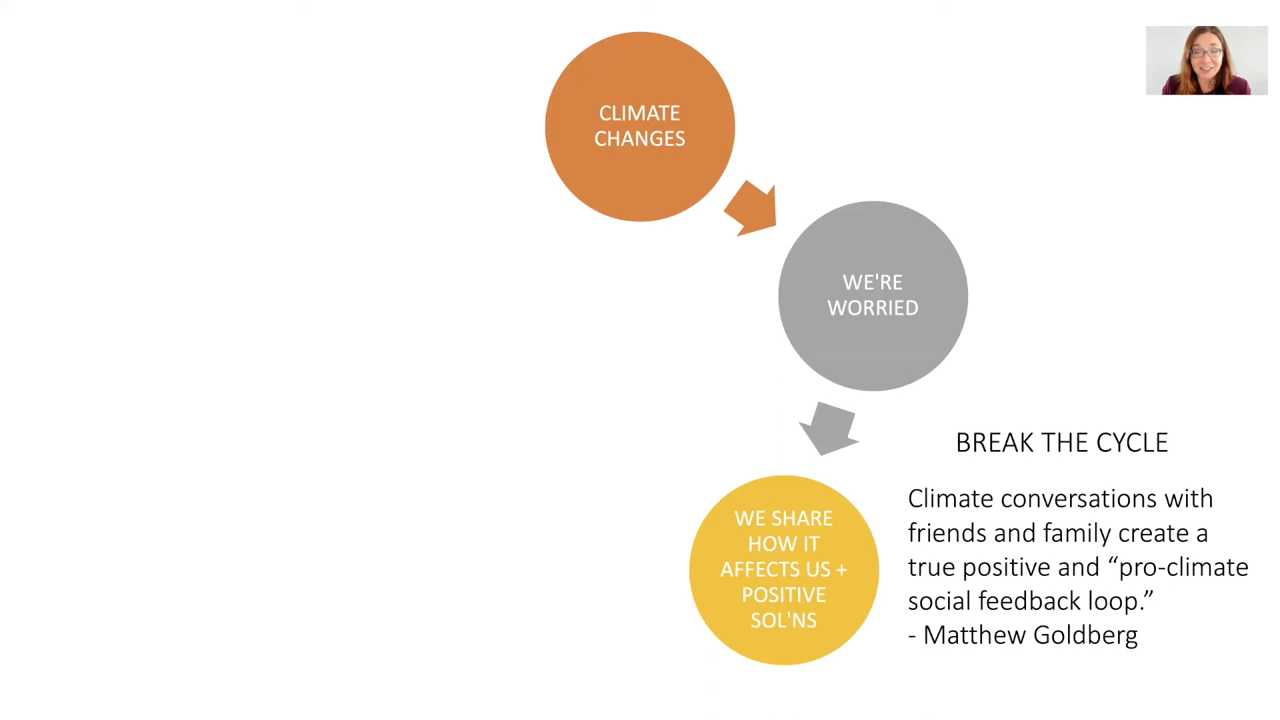 CLIMATE
CHANGES
WE'RE
WORRIED
WE SHARE
HOW IT
AFFECTS US +
POSITIVE
SOL'NS
BREAK THE CYCLE
Climate conversations with
friends and family create a
true positive and “pro-climate
social feedback loop.”
- Matthew Goldberg